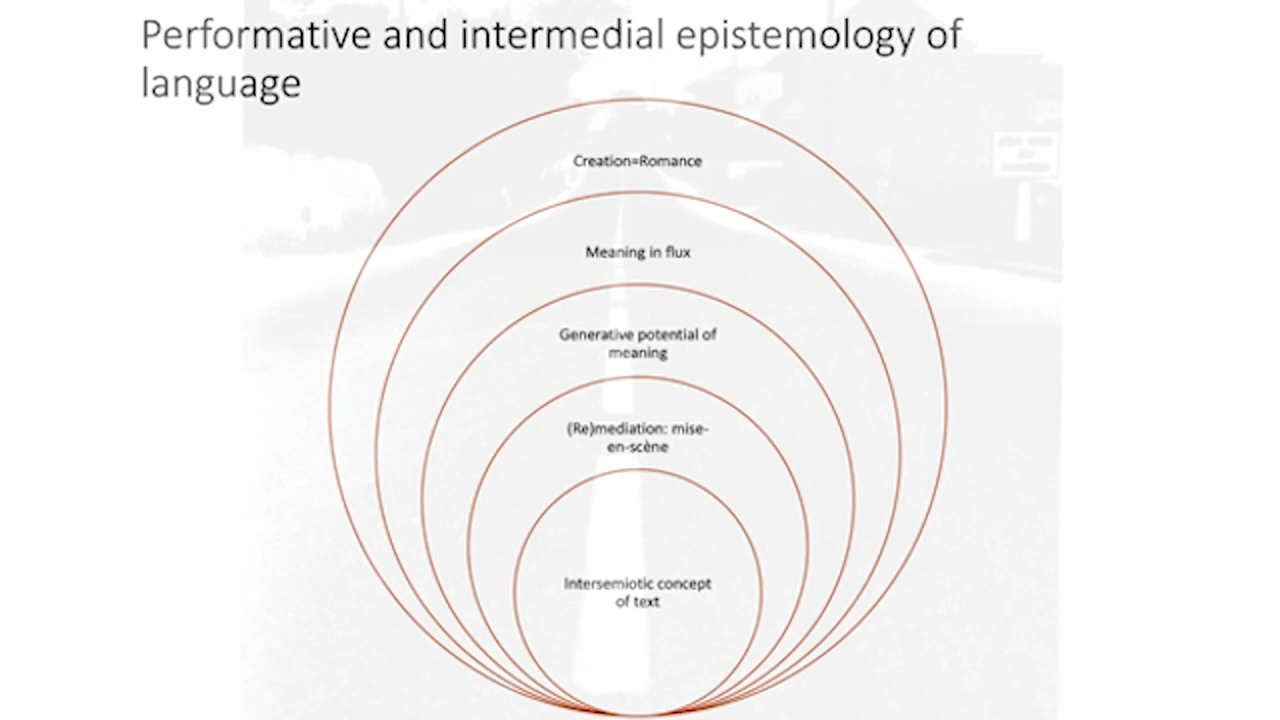 Performative and intermedial epistemology of
language
Creation=Romance
Meaning in flux
Generative potential of
meaning
(Re)mediation: mise-
en-scène
Intersemiotic concept
of text